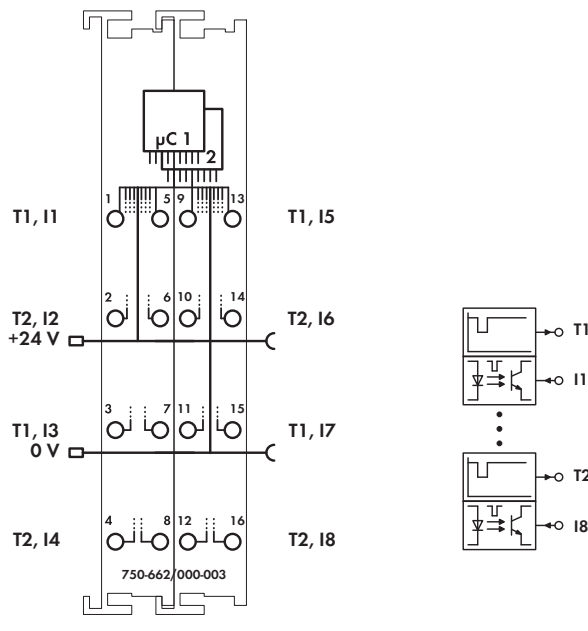 µC 1
2
1 5 9 13
T1, I1 T1, I5
2 6 10 14
T2, I2 T2, I6
+24 V
T1
I1
3 7 11 15
T1, I3 T1, I7
0 V
T2
4 8 12 16
T2, I4 T2, I8
I8
750-662/000-003